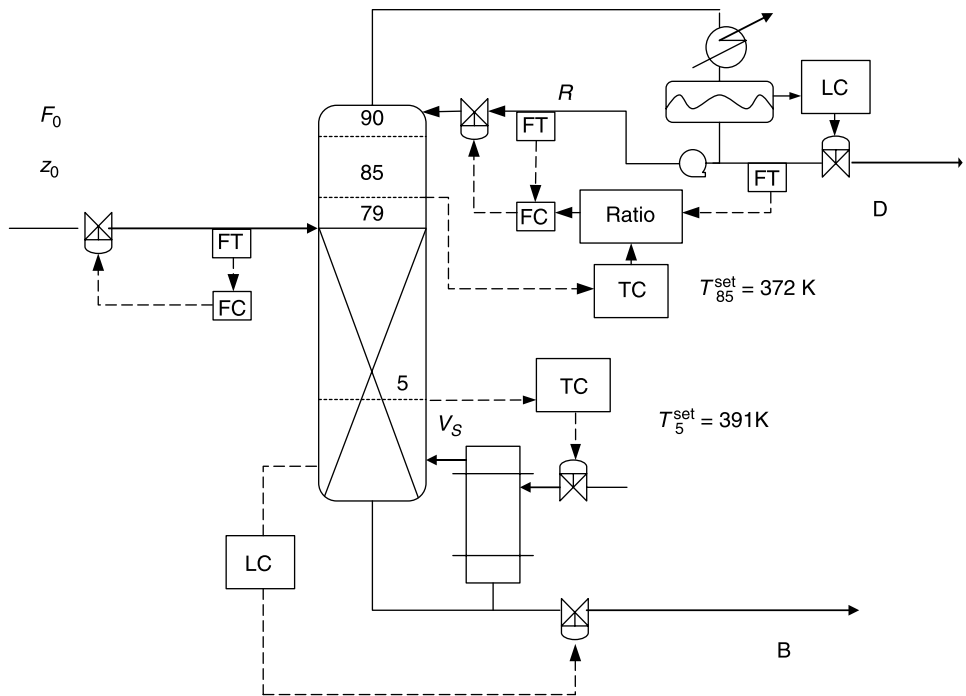 F0
z0
90
85
79
5
R
FT
FC
Ratio
TC
T85set = 372 K
LC
FT
D
FT
FC
TC
T5set = 391K
VS
LC
B